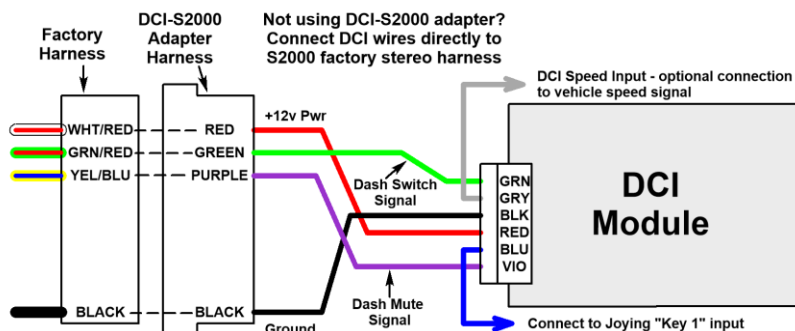 DCI-S2000
Adapter
Harness
Factory
Harness
Not using DCI-S2000 adapter?
Connect DCI wires directly to
S2000 factory stereo harness
DCI Speed Input - optional connection
to vehicle speed signal
+12v Pwr
WHT/RED
RED
GRN/RED
GREEN
YEL/BLU
PURPLE
BLACK
BLACK
Dash Switch
Signal
Dash Mute
Signal
Ground
GRN
GRY
BLK
RED
BLU
VIO
DCI
Module
Connect to Joying "Key 1" input